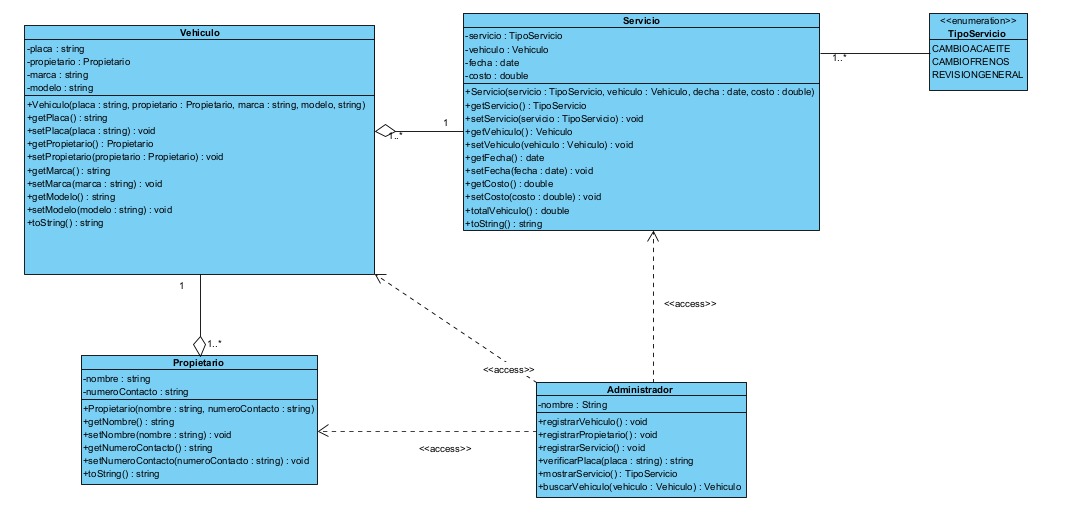 Vehiculo
-placa : string
-propietario : Propietario
-marca : string
-modelo : string
+Vehiculo(placa : string, propietario : Propietario, marca : string, modelo, string)
+getPlaca() : string
+setPlaca(placa : string) : void
+getPropietario() : Propietario
+setPropietario(propietario : Propietario) : void
+getMarca() : string
+setMarca(marca : string) : void
+getModelo() : string
+setModelo(modelo : string) : void
+toString() : string
1..*
1
Servicio
-servicio : TipoServicio
-vehiculo : Vehiculo
-fecha : date
-costo : double
+Servicio(servicio : TipoServicio, vehiculo : Vehiculo, decha : date, costo : double)
+getServicio() : TipoServicio
+setServicio(servicio : TipoServicio) : void
+getVehiculo() : Vehiculo
+setVehiculo(vehiculo : Vehiculo) : void
+getFecha() : date
+setFecha(fecha : date) : void
+getCosto() : double
+setCosto(costo : double) : void
+totalVehiculo() : double
+toString() : string
1..*
<<enumeration>>
TipoServicio
CAMBIOACAEITE
CAMBIOFRENOS
REVISIONGENERAL
1
1..*
<<access>>
<<access>>
Propietario
-nombre : string
-numeroContacto : string
+Propietario(nombre : string, numeroContacto : string)
+getNombre() : string
+setNombre(nombre : string) : void
+getNumeroContacto() : string
+setNumeroContacto(numeroContacto : string) : void
+toString() : string
<<access>>
Administrador
-nombre : String
+registrarVehiculo() : void
+registrarPropietario() : void
+registrarServicio() : void
+verificarPlaca(placa : string) : string
+mostrarServicio() : TipoServicio
+buscarVehiculo(vehiculo : Vehiculo) : Vehiculo